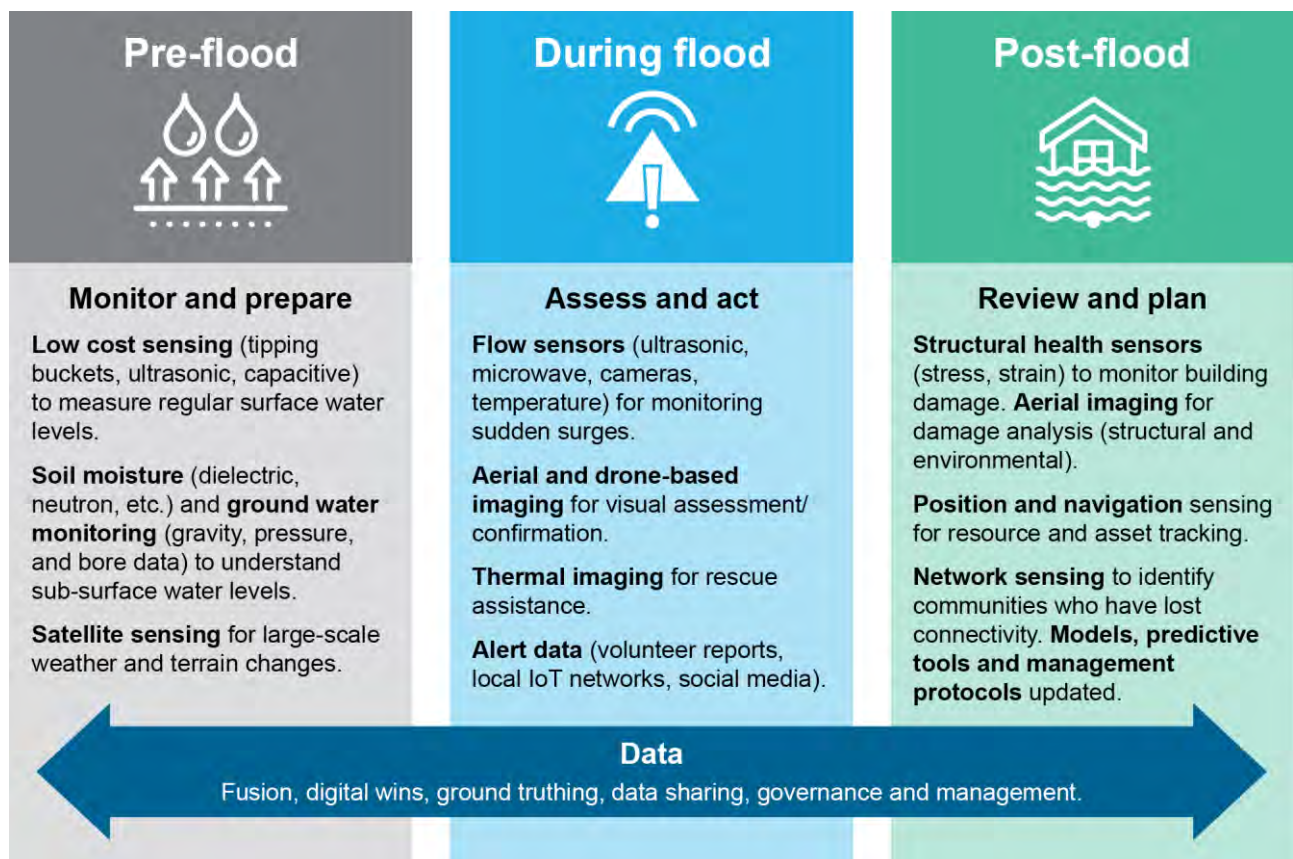 Pre-flood
Monitor and prepare
Low cost sensing (tipping
buckets, ultrasonic, capacitive)
to measure regular surface water
levels.
Soil moisture (dielectric,
neutron, etc.) and ground water
monitoring (gravity, pressure,
and bore data) to understand
sub-surface water levels.
Satellite sensing for large-scale
weather and terrain changes.
During flood
Assess and act
Flow sensors (ultrasonic,
microwave, cameras,
temperature) for monitoring
sudden surges.
Aerial and drone-based
imaging for visual assessment/
confirmation.
Thermal imaging for rescue
assistance.
Alert data (volunteer reports,
local IoT networks, social media).
Post-flood
Review and plan
Structural health sensors
(stress, strain) to monitor building
damage. Aerial imaging for
damage analysis (structural and
environmental).
Position and navigation sensing
for resource and asset tracking.
Network sensing to identify
communities who have lost
connectivity. Models, predictive
tools and management
protocols updated.
Data
Fusion, digital wins, ground truthing, data sharing, governance and management.